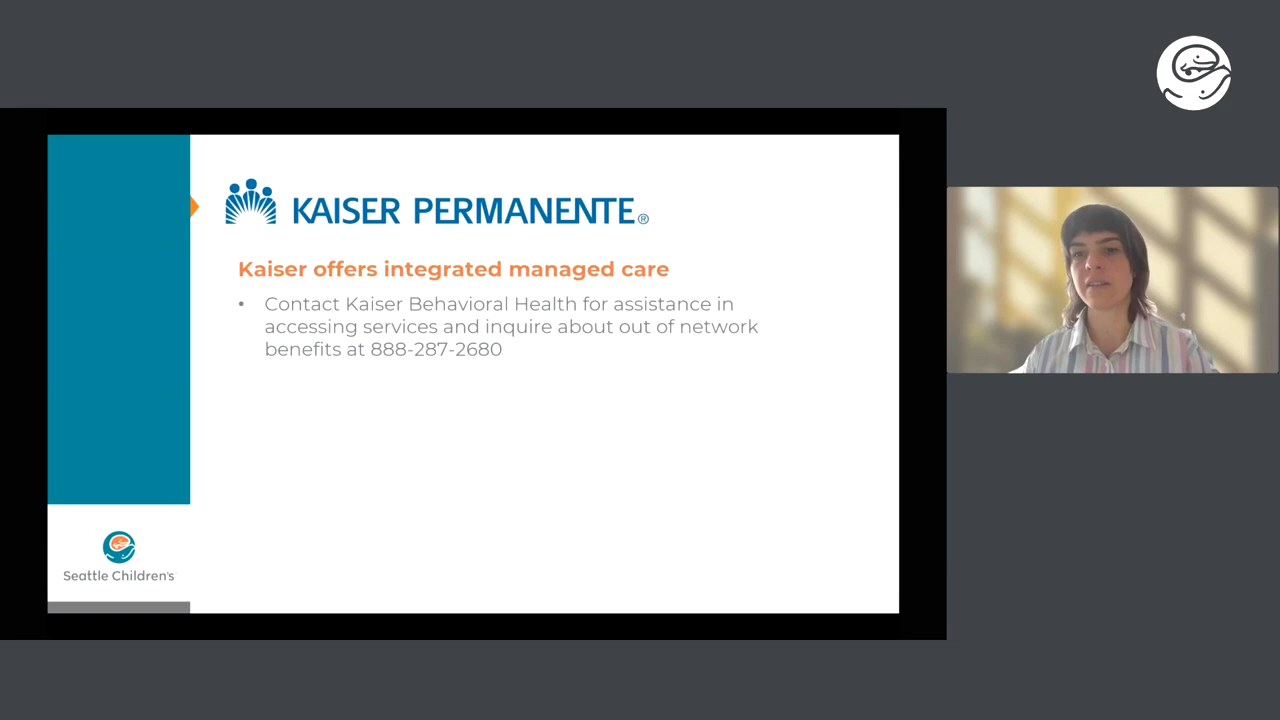 KAISER PERMANENTE®
Kaiser offers integrated managed care
• Contact Kaiser Behavioral Health for assistance in
accessing services and inquire about out of network
benefits at 888-287-2680
Seattle Children's